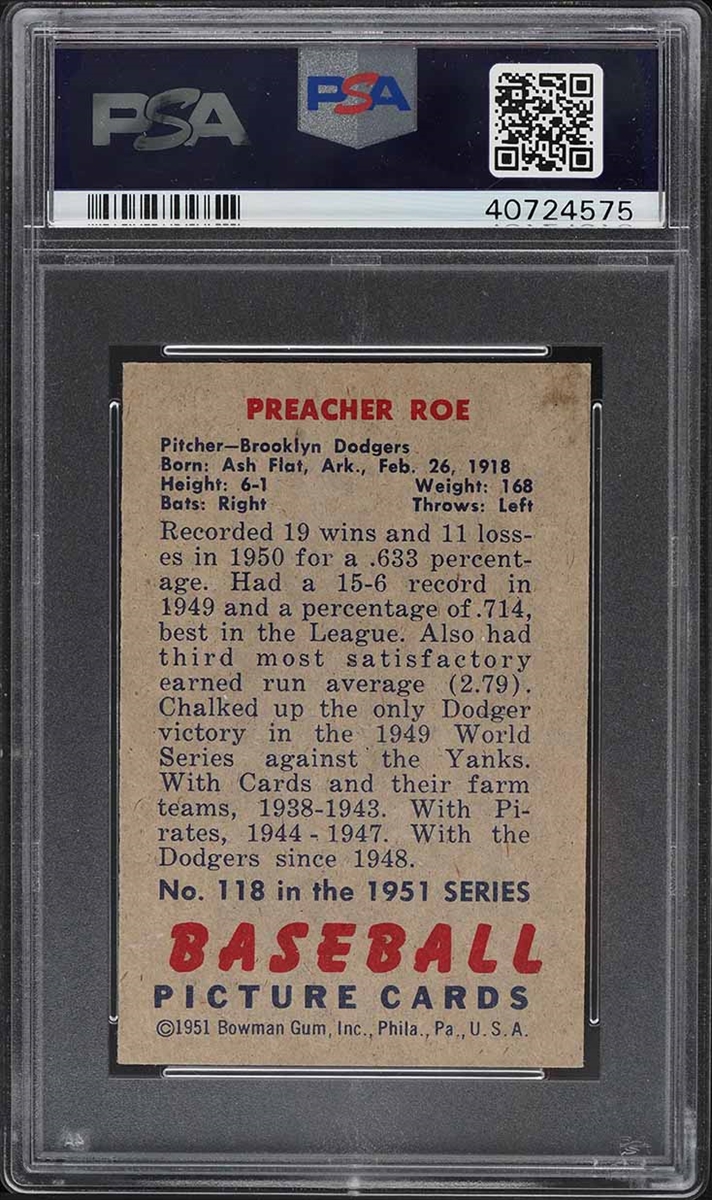 PSA
PSA
40724575
PREACHER ROE
Pitcher—Brooklyn Dodgers
Born: Ash Flat, Ark., Feb. 26, 1918
Height: 6-1 Weight: 168
Bats: Right Throws: Left
Recorded 19 wins and 11 loss-
es in 1950 for a .633 percent-
age. Had a 15-6 record in
1949 and a percentage of .714,
best in the League. Also had
third most satisfactory
earned run average (2.79).
Chalked up the only Dodger
victory in the 1949 World
Series against the Yanks.
With Cards and their farm
teams, 1938-1943. With Pi-
rates, 1944-1947. With the
Dodgers since 1948.
No. 118 in the 1951 SERIES
BASEBALL
PICTURE CARDS
©1951 Bowman Gum, Inc., Phila., Pa., U.S.A.